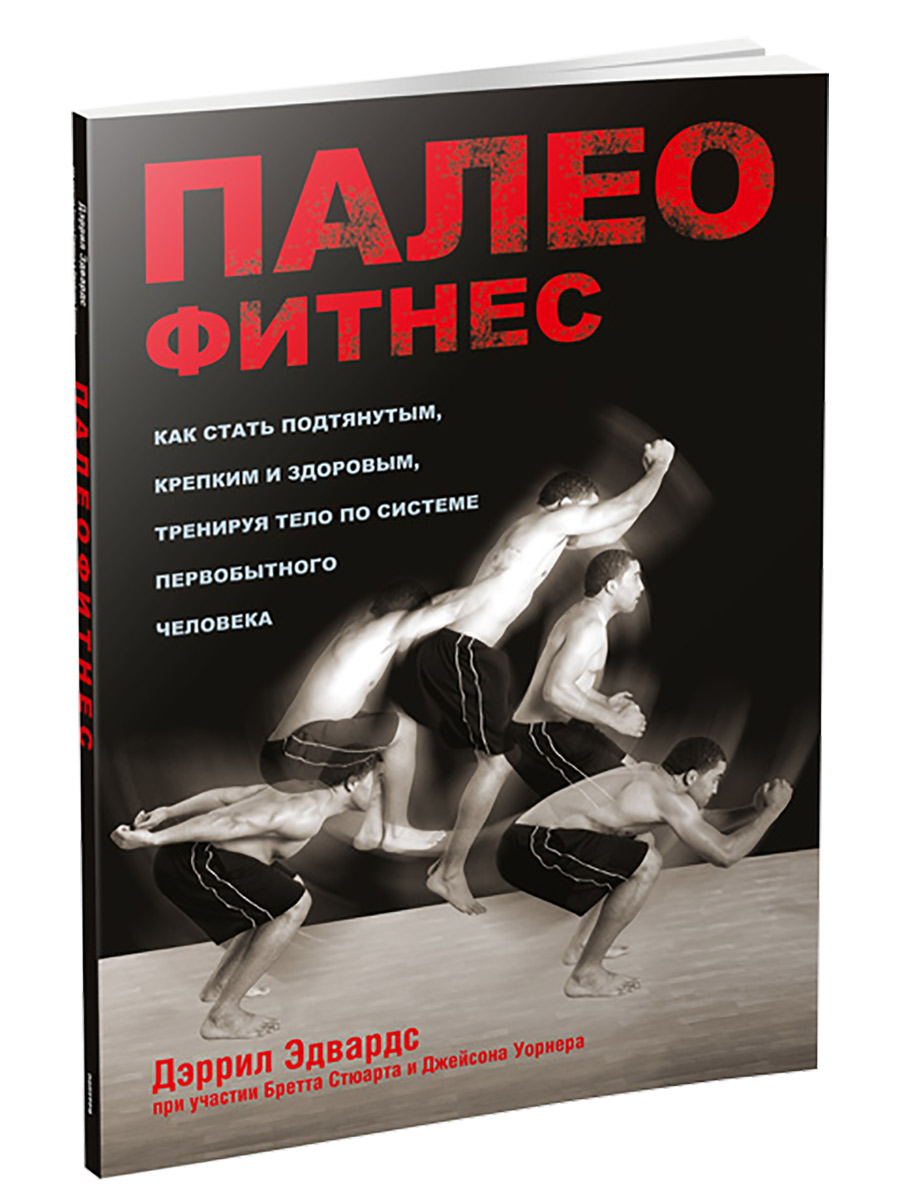 ПАЛЕО
ФИТНЕС
КАК СТАТЬ ПОДТЯНУТЫМ,
КРЕПКИМ И ЗДОРОВЫМ,
ТРЕНИРУЯ ТЕЛО ПО СИСТЕМЕ
ПЕРВОБЫТНОГО
ЧЕЛОВЕКА
Дэррил Эдвардс
при участии Бретта Стюарта и Джейсона Уорнера
Дэррил Эдвардс
ПАЛЕОФИТНЕС